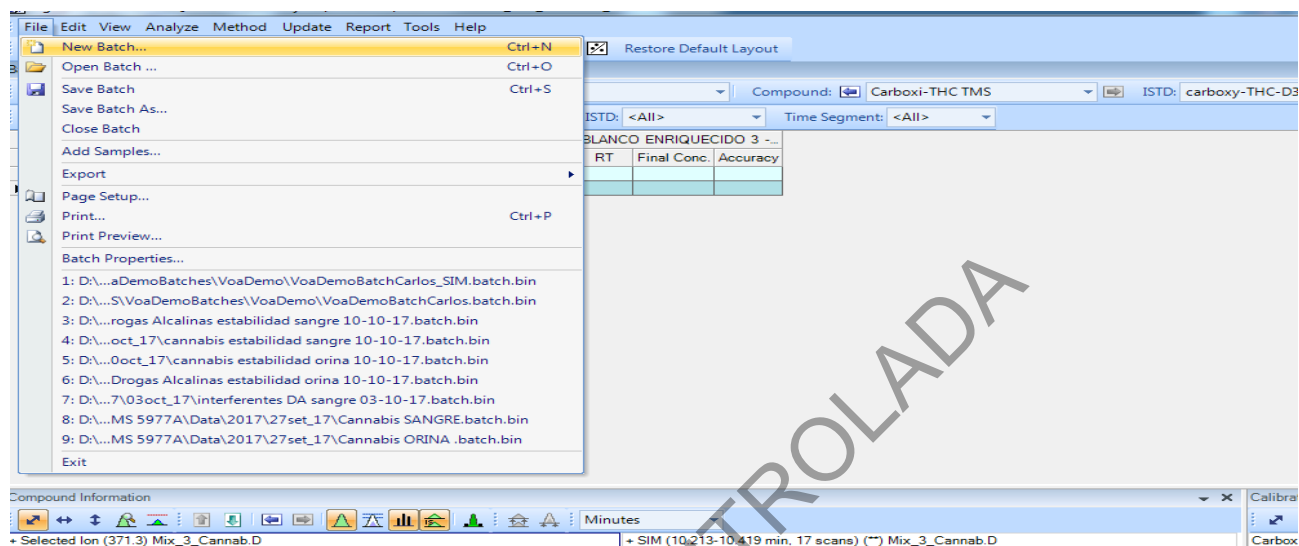 File Edit View Analyze Method Update Report Tools Help
New Batch... Ctrl+N
Restore Default Layout
Open Batch ... Ctrl+O
Save Batch Ctrl+S
Compound: Carboxi-THC TMS ISTD: carboxy-THC-D3
Save Batch As...
ISTD: <All> Time Segment: <All>
Close Batch
BLANCO ENRIQUECIDO 3 -...
Add Samples...
RT Final Conc. Accuracy
Export
Page Setup...
Print... Ctrl+P
Print Preview...
Batch Properties...
1: D:\...aDemoBatches\VoaDemo\VoaDemoBatchCarlos_SIM.batch.bin
2: D:\...S\VoaDemoBatches\VoaDemo\VoaDemoBatchCarlos.batch.bin
3: D:\...rogas Alcalinas estabilidad sangre 10-10-17.batch.bin
4: D:\...oct_17\cannabis estabilidad sangre 10-10-17.batch.bin
5: D:\...0oct_17\cannabis estabilidad orina 10-10-17.batch.bin
6: D:\...Drogas Alcalinas estabilidad orina 10-10-17.batch.bin
7: D:\...7\03oct_17\interferentes DA sangre 03-10-17.batch.bin
8: D:\...MS 5977A\Data\2017\27set_17\Cannabis SANGRE.batch.bin
9: D:\...MS 5977A\Data\2017\27set_17\Cannabis ORINA .batch.bin
Exit
TROLADA
Compound Information Calibra
Minutes
+ Selected Ion (371.3) Mix_3_Cannab.D + SIM (10.213-10.419 min, 17 scans) (**) Mix_3_Cannab.D Carbox